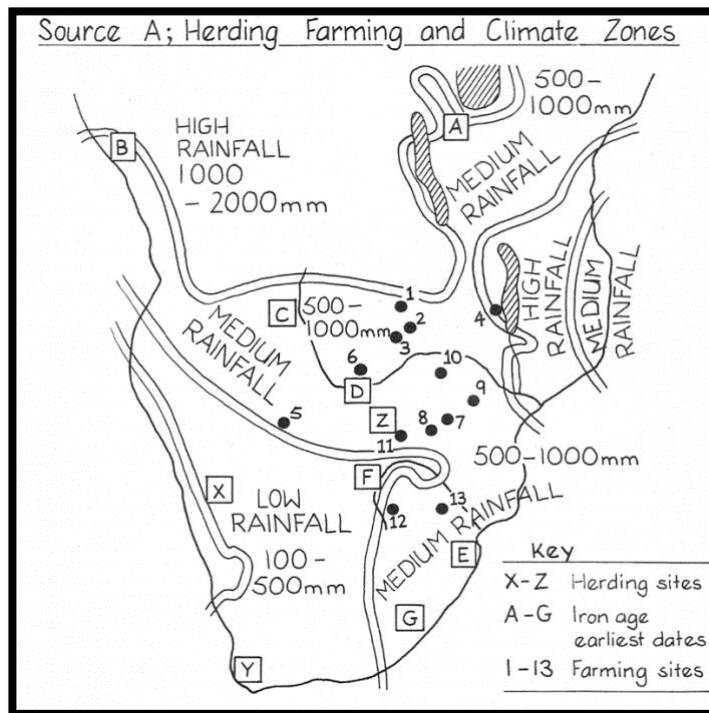 Source A; Herding Farming and Climate Zones
500-
1000mm
A
B
HIGH
RAINFALL
1000
- 2000mm
MEDIUM
RAINFALL
HIGH
RAINFALL
MEDIUM
RAINFALL
1
C
500-
1000mm
2
3
4
MEDIUM
RAINFALL
6
10
D
9
5
Z
8
7
11
500-1000mm
F
X
LOW
RAINFALL
100-
500mm
12
13
MEDIUM RAINFALL
E
G
Y
Key
X-Z Herding sites
A-G Iron age
earliest dates
1-13 Farming sites